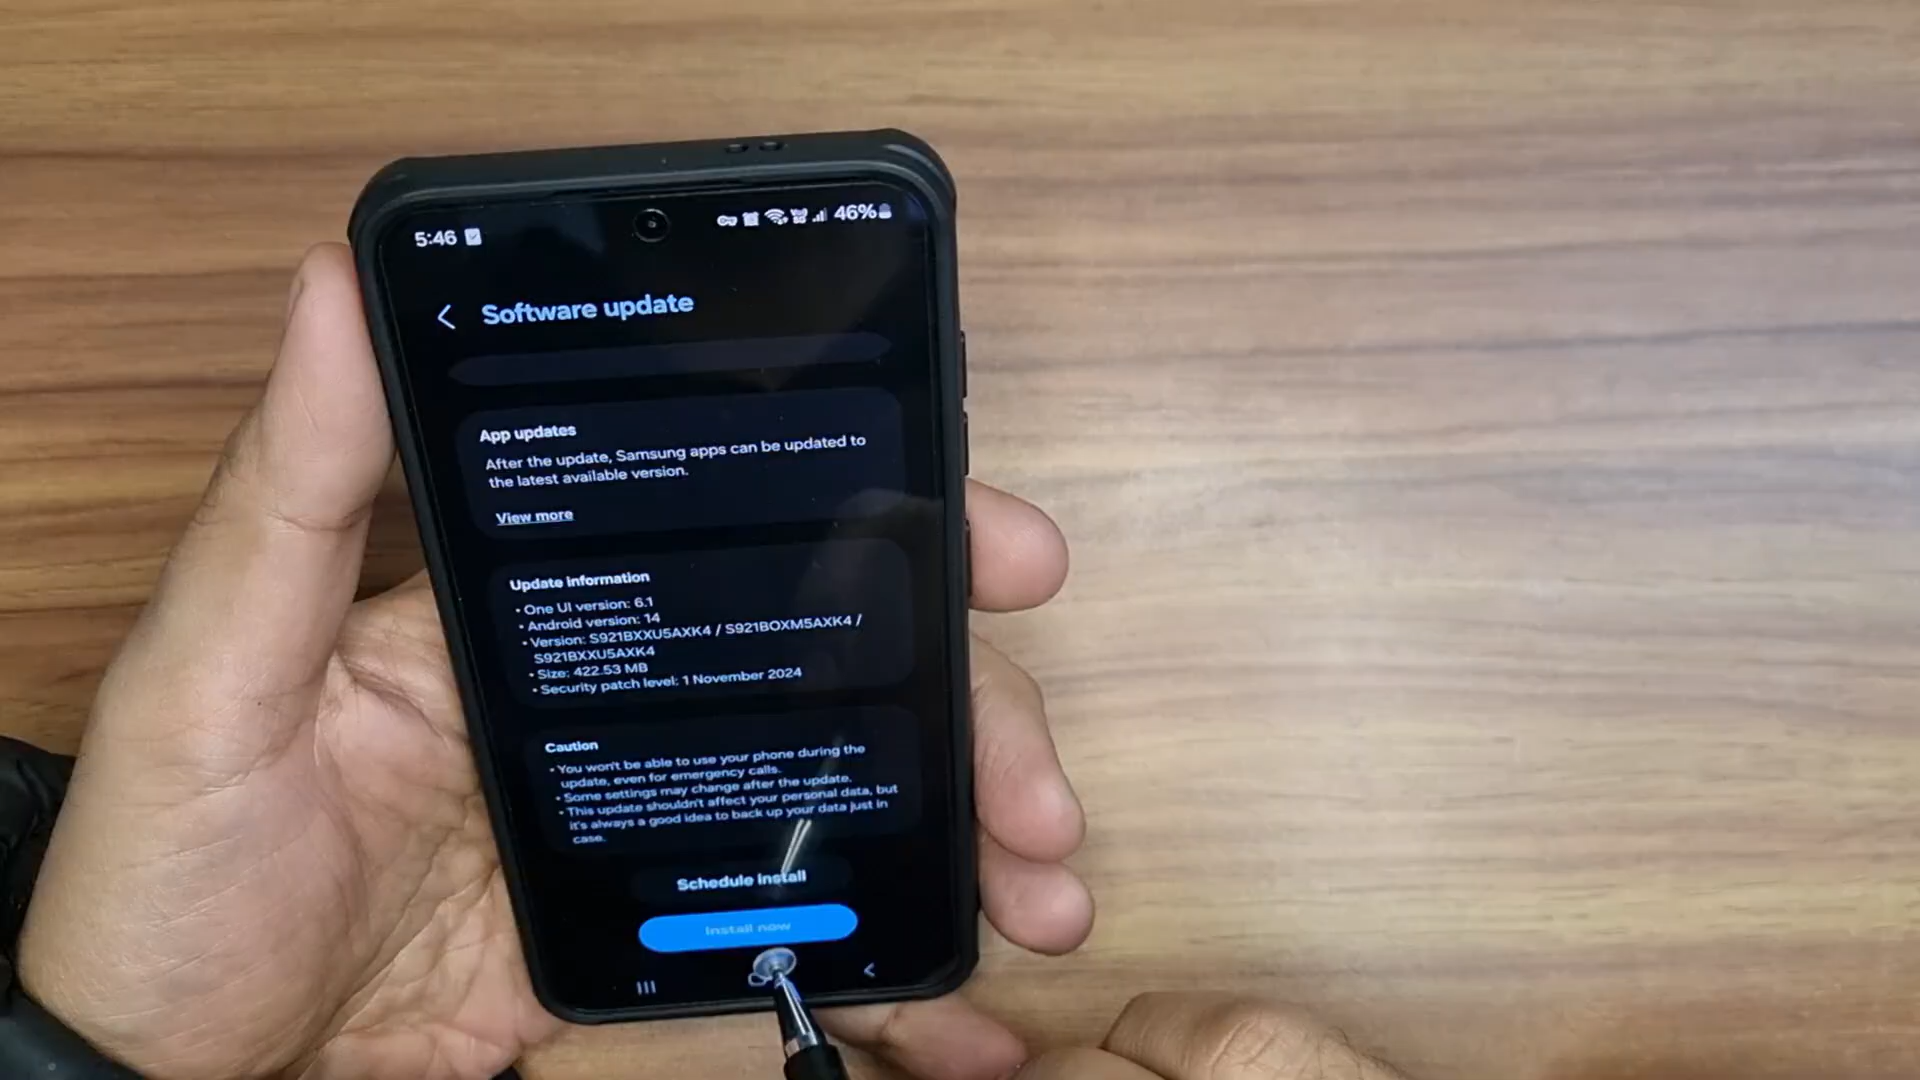 5:46 46%
Software update
App updates
After the update, Samsung apps can be updated to
the latest available version.
View more
Update information
• One UI version: 6.1
• Android version: 14
• Version: S921BXXU5AXK4 / S921BOXM5AXK4 /
S921BXXU5AXK4
• Size: 422.53 MB
• Security patch level: 1 November 2024
Caution
• You won't be able to use your phone during the
update, even for emergency calls.
• Some settings may change after the update.
• This update shouldn't affect your personal data, but
it's always a good idea to back up your data just in
case.
Schedule install
Install now